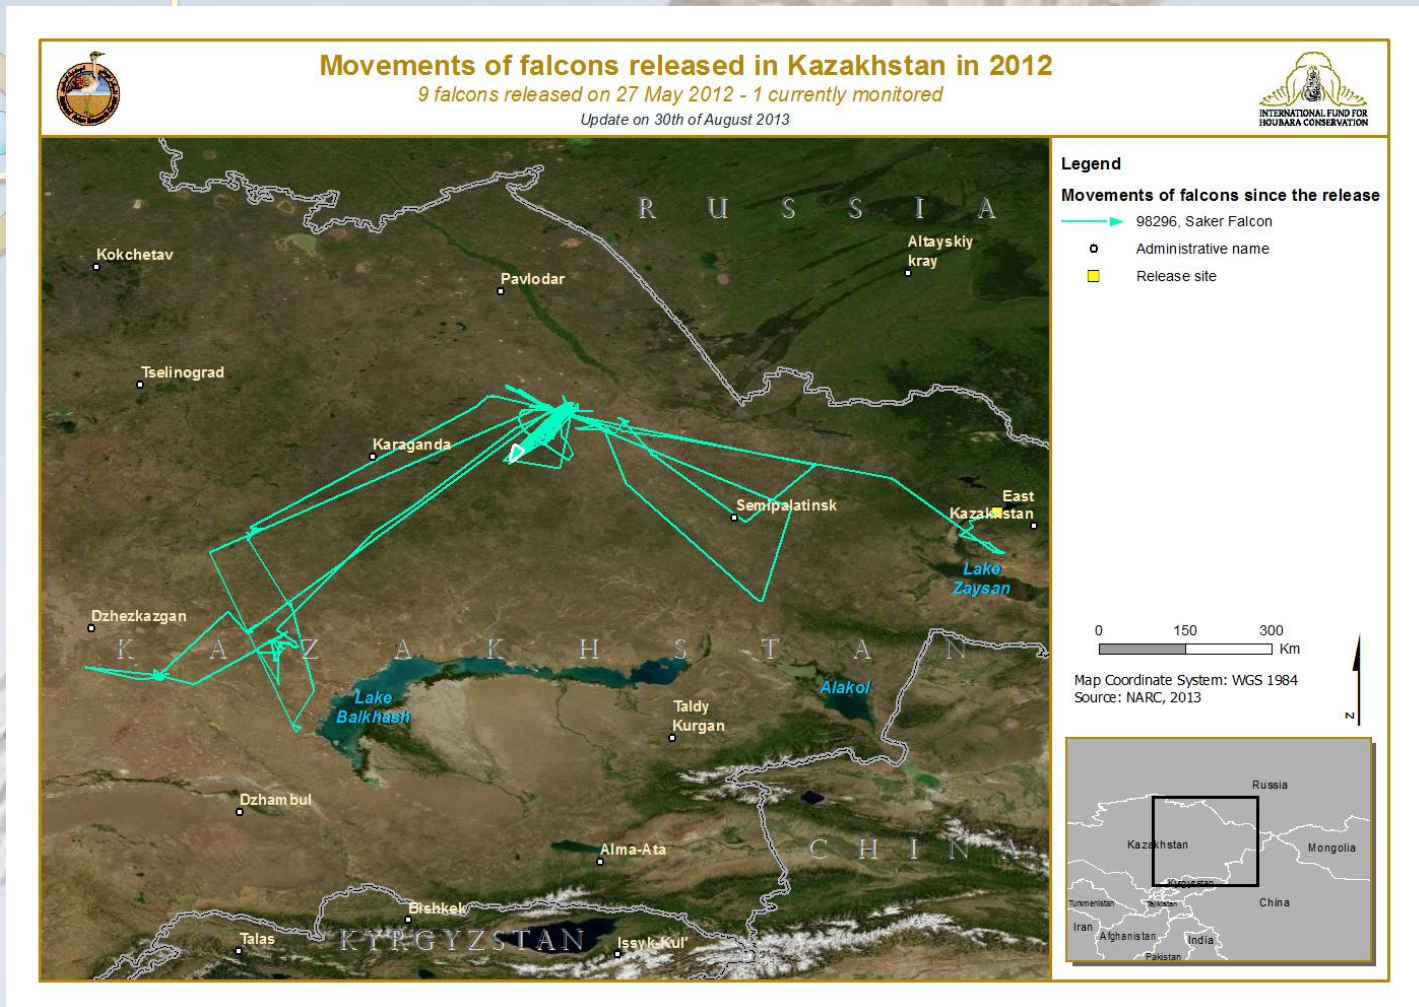 Movements of falcons released in Kazakhstan in 2012
9 falcons released on 27 May 2012 - 1 currently monitored
Update on 30th of August 2013
INTERNATIONAL FUND FOR
HOUBARA CONSERVATION
Legend
Movements of falcons since the release
98296, Saker Falcon
Administrative name
Release site
RUSSIA
Altayskiy
kray
Kokchetav
Pavlodar
Tselinograd
Karaganda
Semipalatinsk
East
Kazakhstan
Lake
Zaysan
Dzhezkazgan
KAZAKHSTAN
Lake
Balkhash
Alakol
Taldy
Kurgan
Dzhambul
Alma-Ata
CHINA
Bishkek
Talas
KYRGYZSTAN
Issyk-Kul'
0 150 300
Km
Map Coordinate System: WGS 1984
Source: NARC, 2013
N
Russia
Kazakhstan
Mongolia
Kyrgyzstan
Turkmenistan
Tajikistan
China
Iran
Afghanistan
India
Pakistan